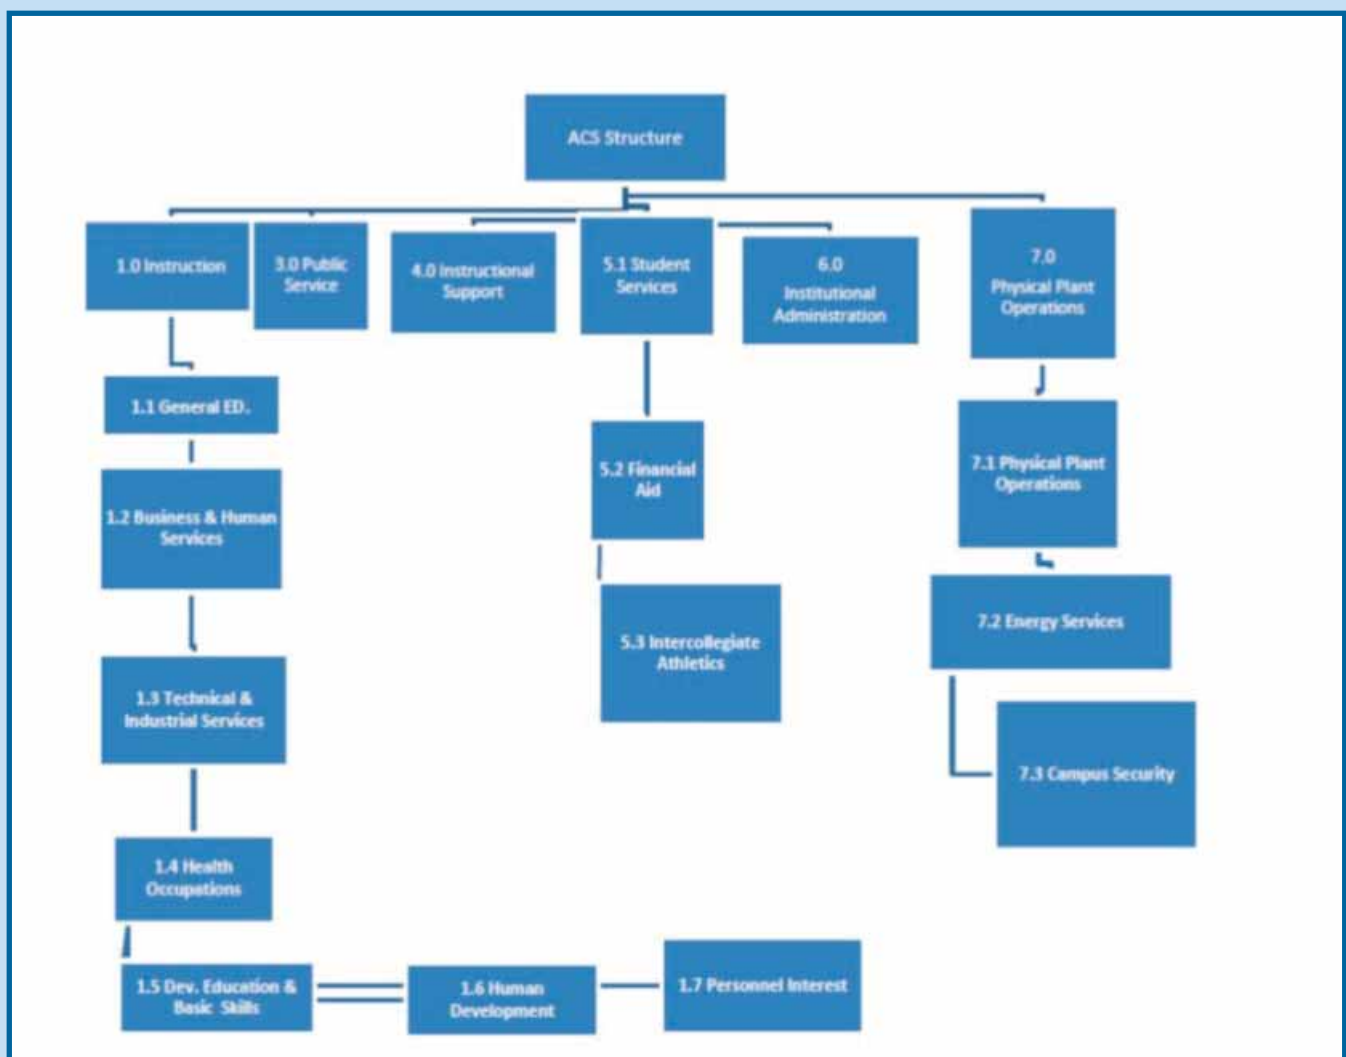 ACS Structure
1.0 Instruction
3.0 Public
Service
4.0 Instructional
Support
5.1 Student
Services
6.0
Institutional
Administration
7.0
Physical Plant
Operations
1.1 General ED.
1.2 Business & Human
Services
1.3 Technical &
Industrial Services
1.4 Health
Occupations
1.5 Dev. Education &
Basic Skills
1.6 Human
Development
1.7 Personnel Interest
5.2 Financial
Aid
5.3 Intercollegiate
Athletics
7.1 Physical Plant
Operations
7.2 Energy Services
7.3 Campus Security